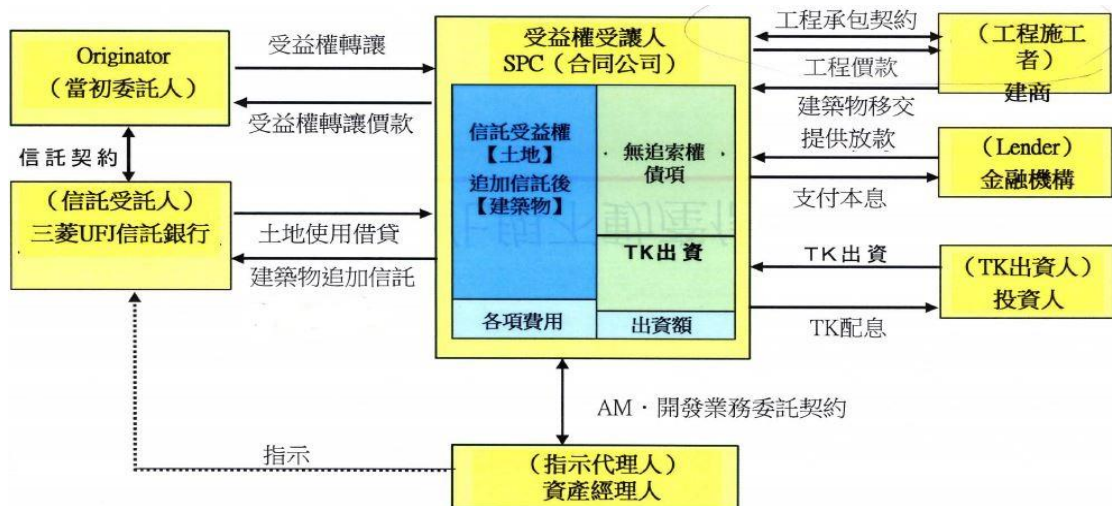 Originator
(當初委託人)
受益權轉讓
受益權轉讓價款
信託契約
(信託受託人)
三菱UFJ信託銀行
土地使用借貸
建築物追加信託
受益權受讓人
SPC(合同公司)
信託受益權
【土地】
追加信託後
【建築物】
各項費用
無追索權
債項
TK出資
出資額
工程承包契約
工程價款
建築物移交
(工程施工
者)
建商
提供放款
支付本息
(Lender)
金融機構
TK出資
TK配息
(TK出資人)
投資人
AM·開發業務委託契約
指示
(指示代理人)
資產經理人